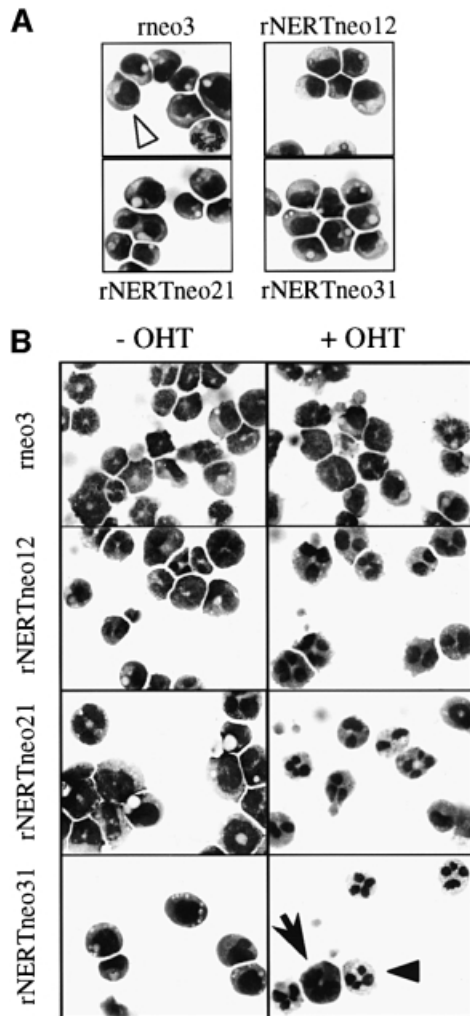 A
rneo3 rNERTneo12
rNERTneo21 rNERTneo31
B
- OHT + OHT
rneo3
rNERTneo12
rNERTneo21
rNERTneo31